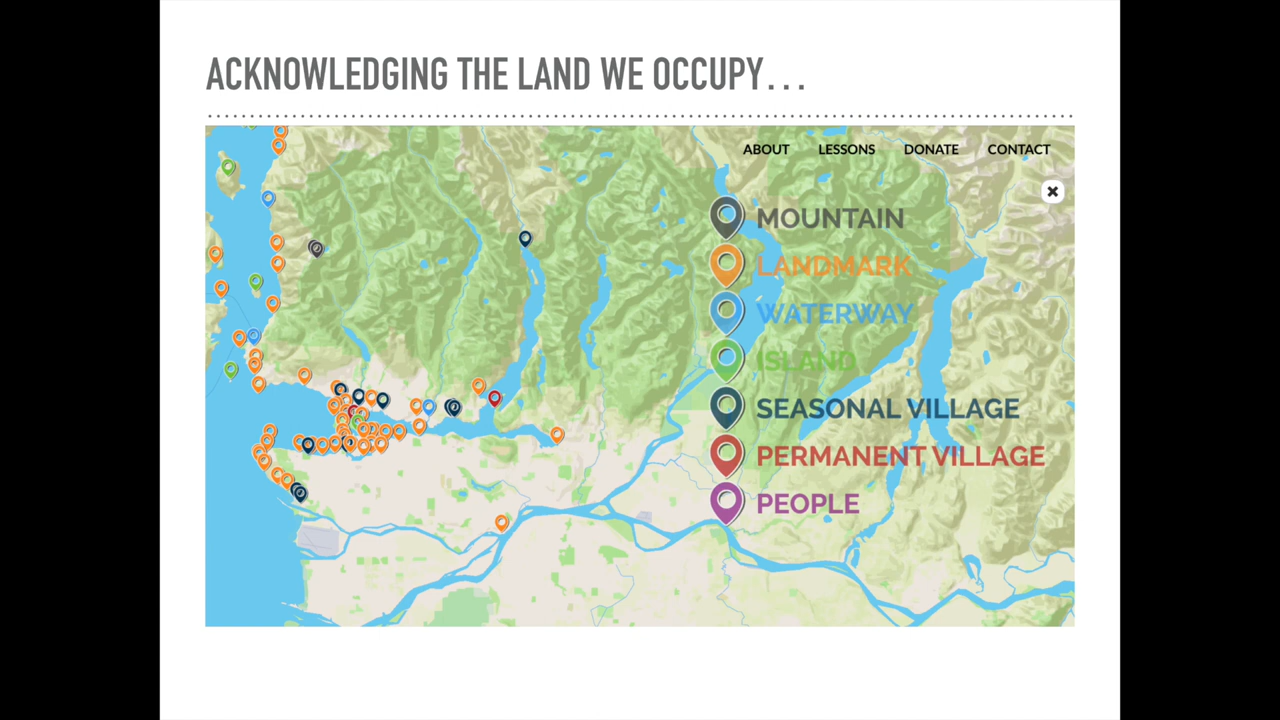 ACKNOWLEDGING THE LAND WE OCCUPY...
ABOUT LESSONS DONATE CONTACT
MOUNTAIN
LANDMARK
WATERWAY
ISLAND
SEASONAL VILLAGE
PERMANENT VILLAGE
PEOPLE